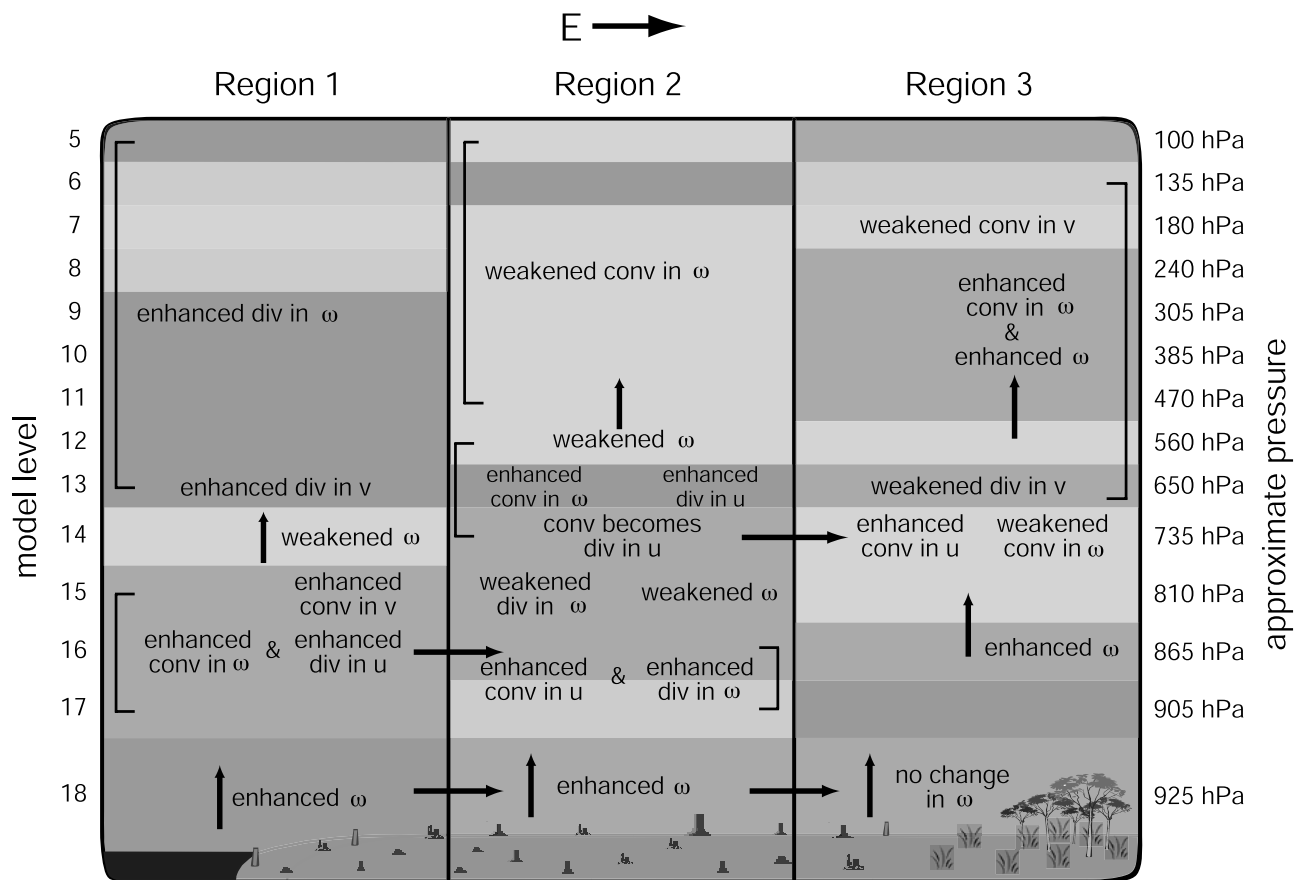 E
Region 1
Region 2
Region 3
model level
5
6
7
8
9
10
11
12
13
14
15
16
17
18
enhanced div in ω
enhanced div in v
weakened ω
enhanced
conv in v
enhanced
conv in ω
&
enhanced
div in u
enhanced ω
weakened conv in ω
weakened ω
enhanced
conv in ω
enhanced
div in u
conv becomes
div in u
weakened
div in ω
weakened ω
enhanced
conv in u
&
enhanced
div in ω
enhanced ω
weakened conv in v
enhanced
conv in ω
&
enhanced ω
weakened div in v
enhanced
conv in u
weakened
conv in ω
enhanced ω
no change
in ω
100 hPa
135 hPa
180 hPa
240 hPa
305 hPa
385 hPa
470 hPa
560 hPa
650 hPa
735 hPa
810 hPa
865 hPa
905 hPa
925 hPa
approximate pressure